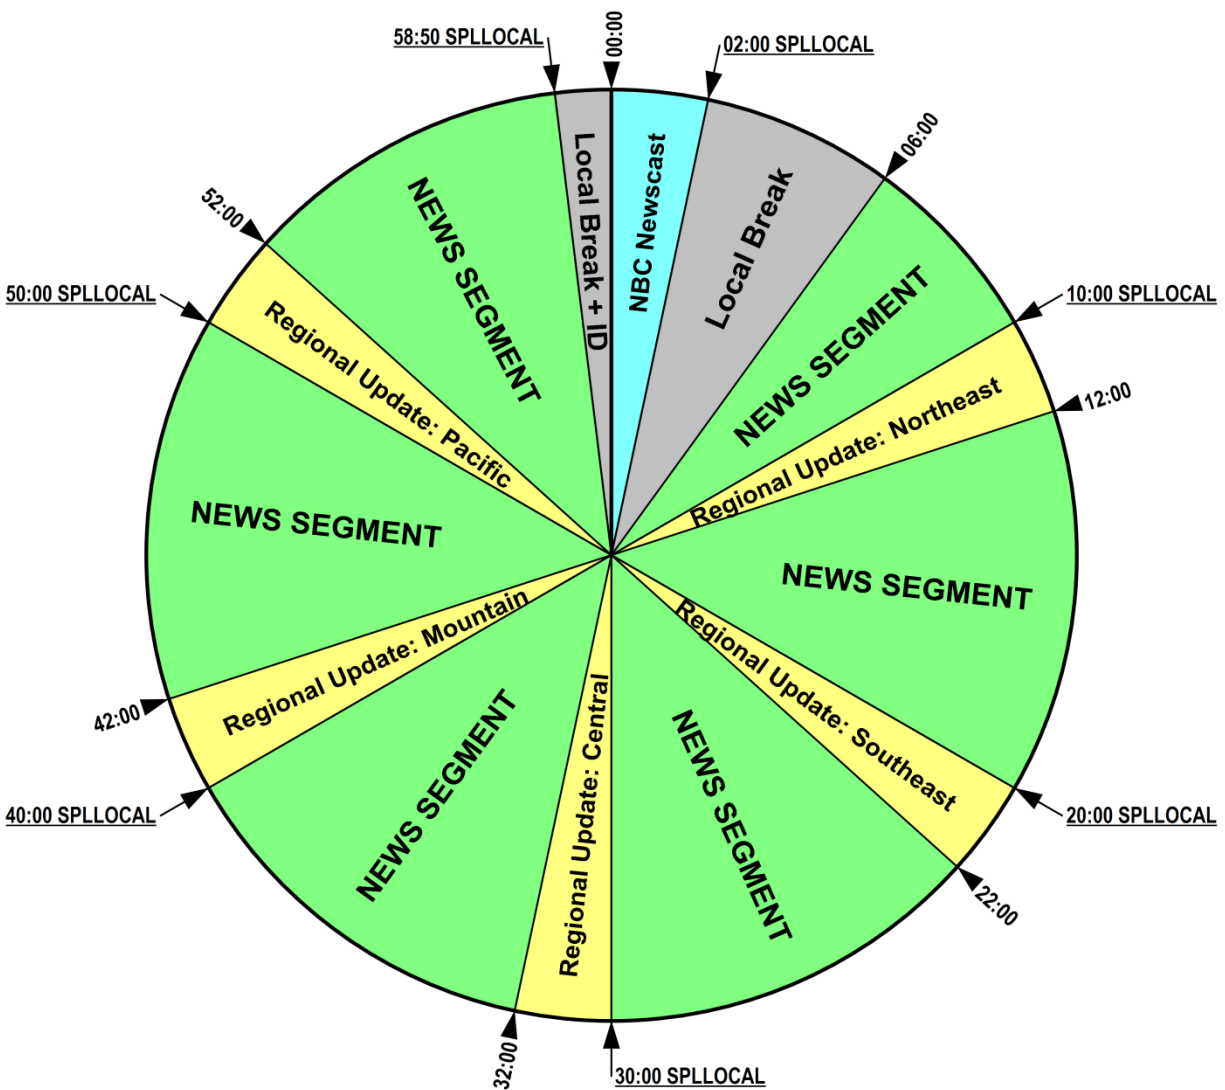 00:00
NBC Newscast
02:00 SPLLOCAL
Local Break
06:00
NEWS SEGMENT
10:00 SPLLOCAL
Regional Update: Northeast
12:00
NEWS SEGMENT
20:00 SPLLOCAL
Regional Update: Southeast
22:00
NEWS SEGMENT
30:00 SPLLOCAL
Regional Update: Central
32:00
NEWS SEGMENT
40:00 SPLLOCAL
Regional Update: Mountain
42:00
NEWS SEGMENT
50:00 SPLLOCAL
Regional Update: Pacific
52:00
NEWS SEGMENT
58:50 SPLLOCAL
Local Break + ID